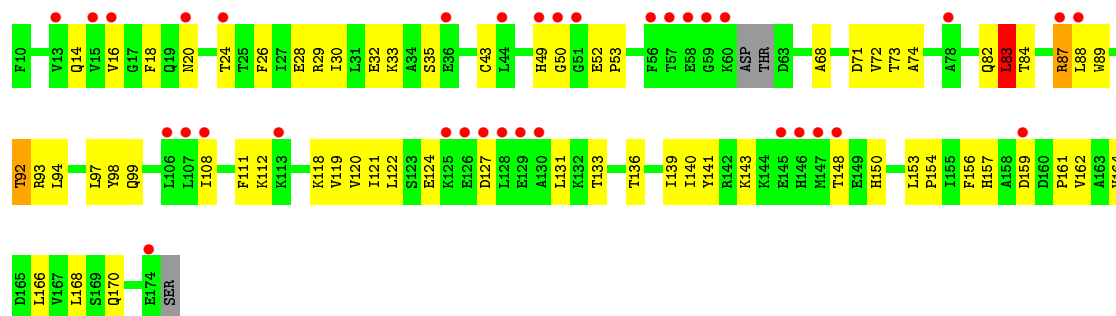 F10 V13 Q14 V15 V16 G17 F18 Q19 N20 T24 T25 F26 I27 E28 R29 I30 L31 E32 K33 A34 S35 E36 C43 L44 H49 G50 G51 E52 P53 F56 T57 E58 G59 K60 ASP THR D63 A68 D71 V72 T73 A74 A78 Q82 L83 T84 R87 L88 W89
T92 R93 L94 L97 Y98 Q99 L106 L107 I108 F111 K112 K113 K118 V119 V120 I121 L122 S123 E124 K125 E126 D127 L128 E129 A130 L131 K132 T133 T136 I139 I140 Y141 R142 K143 K144 E145 H146 M147 T148 E149 H150 L153 P154 I155 F156 H157 A158 D159 D160 P161 V162 A163
D165 L166 V167 L168 S169 Q170 E174 SER